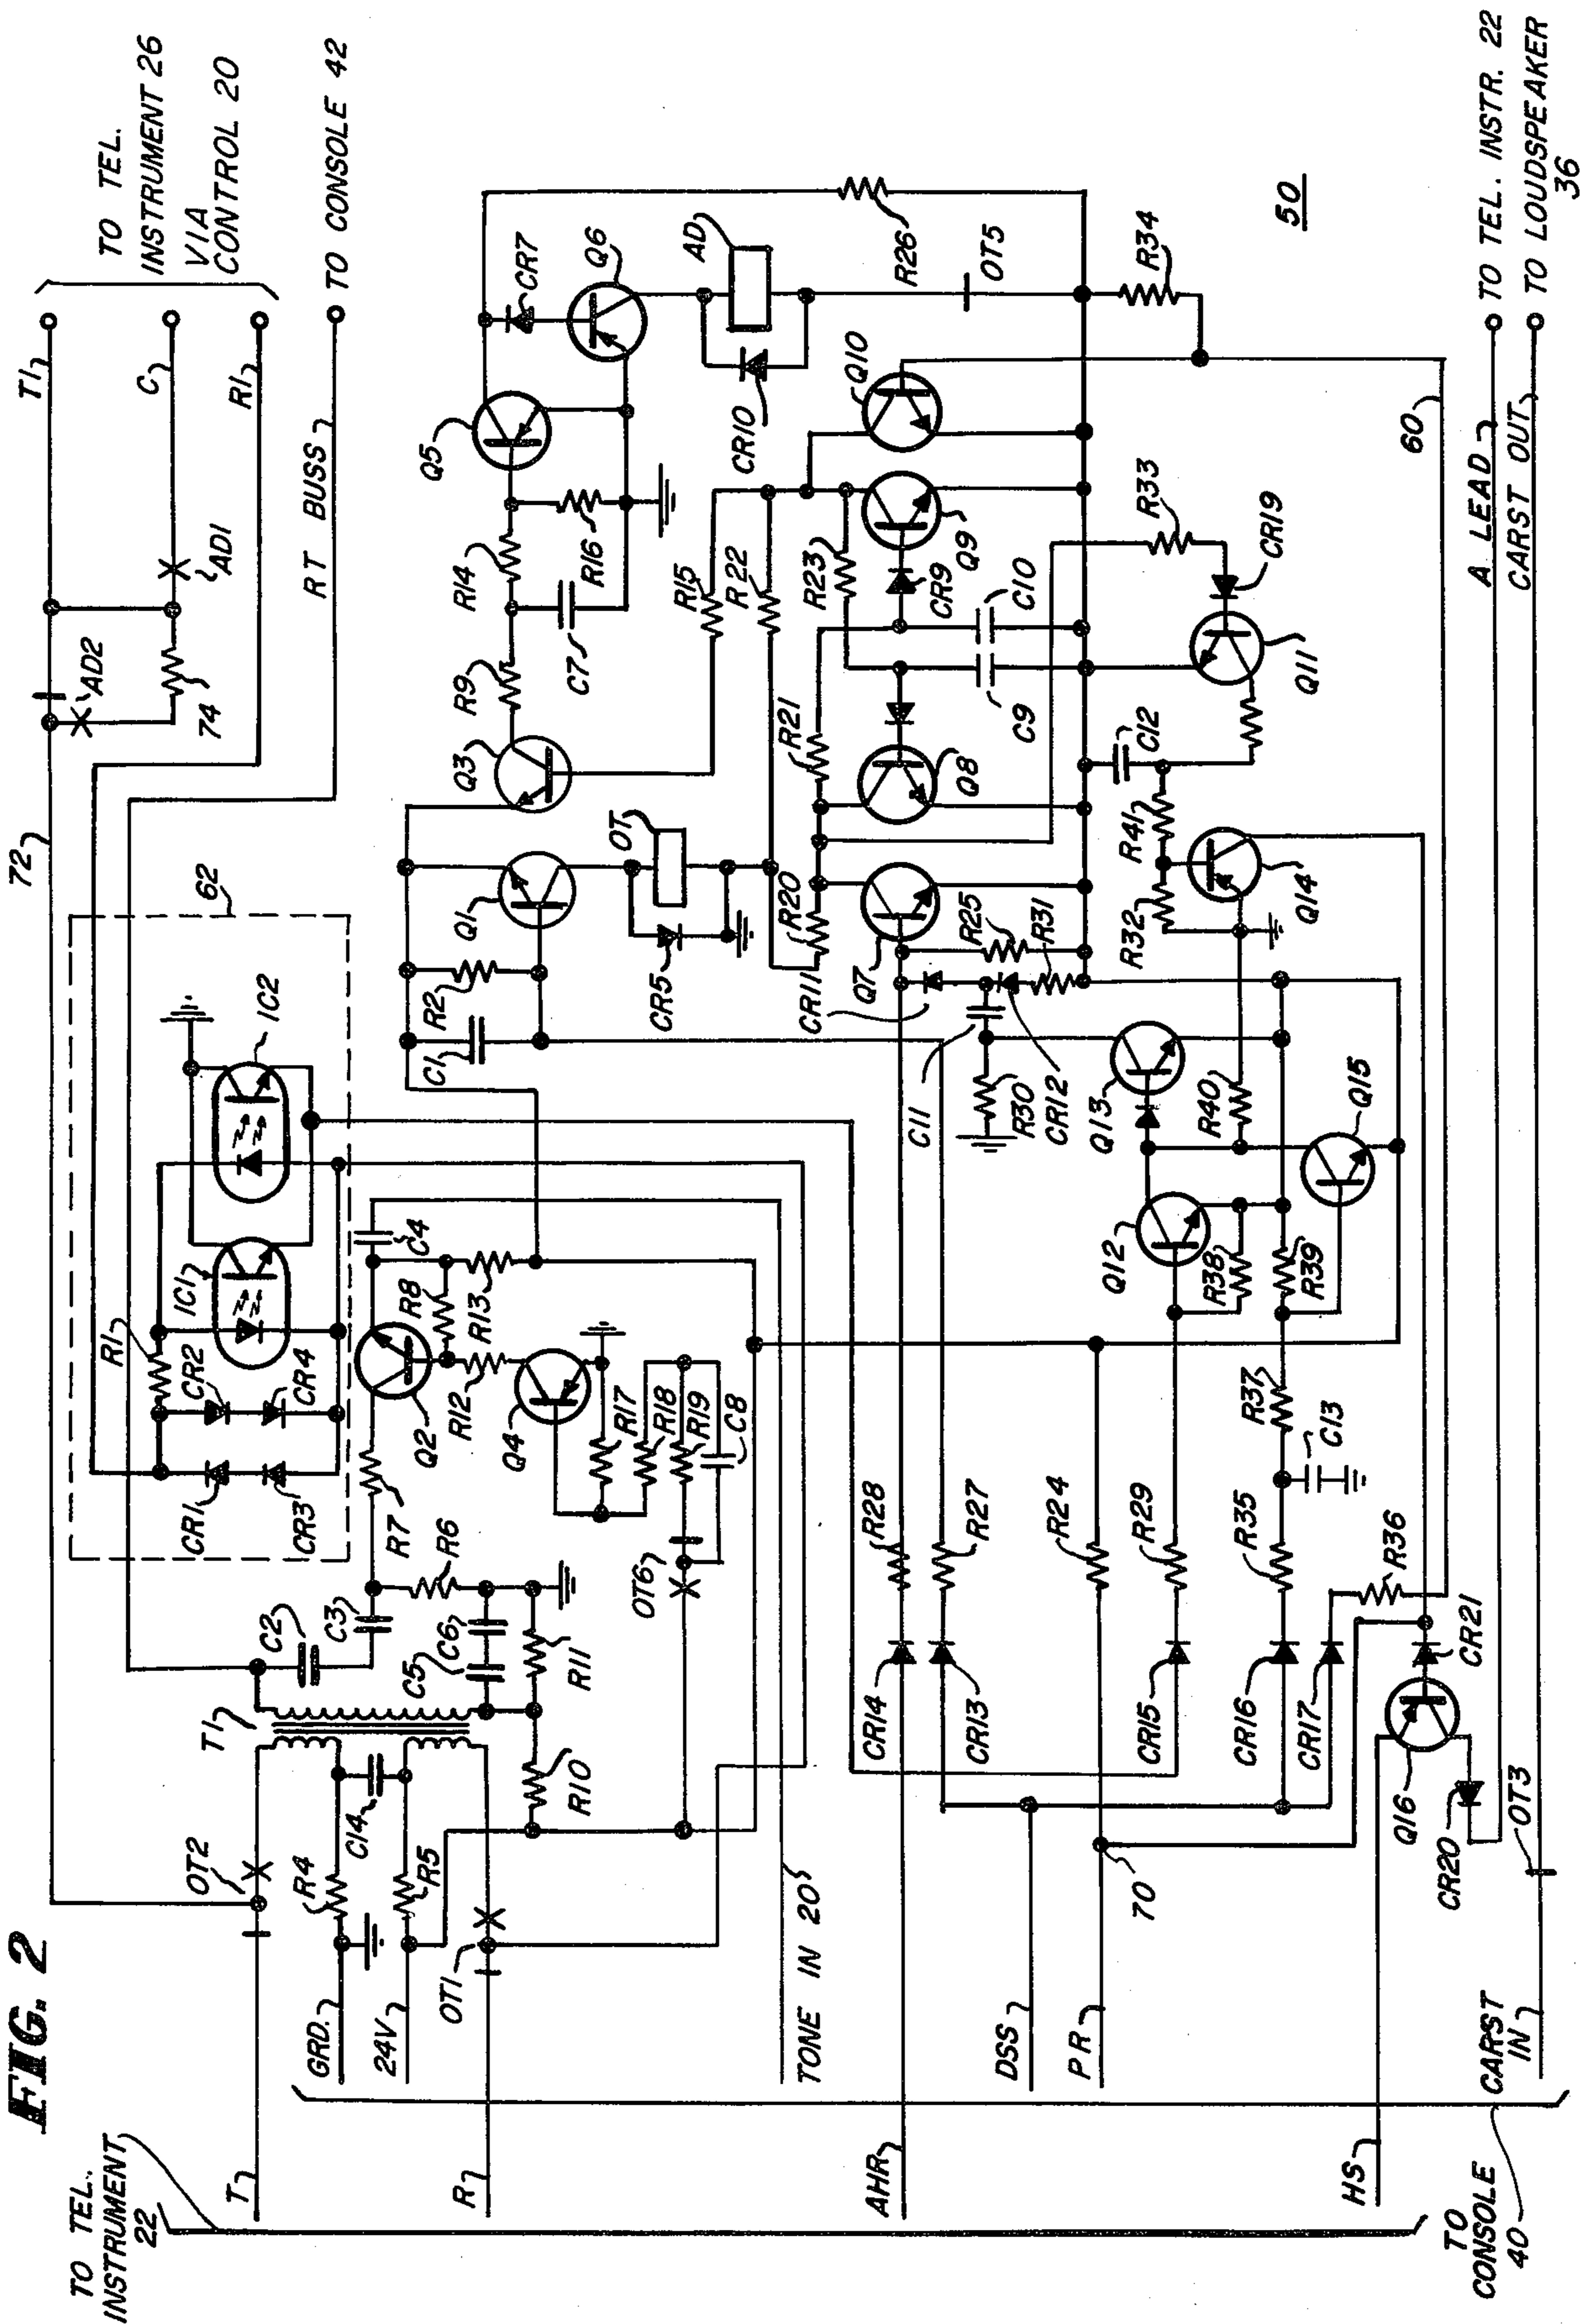 FIG. 2
TO TEL.
INSTRUMENT
22
T
GRD.
24V
R
OT2
R4
C14
R5
OT1
T1
C2
C3
C5
C6
R6
R7
R10
R11
OT6
TONE IN 20'
62
R1
CR1
CR2
CR3
CR4
IC1
IC2
Q2
R8
R12
R13
C4
Q4
R17
R18
R19
C8
72
AD2
74
AD1
T1
C
R1
TO TEL.
INSTRUMENT 26
VIA
CONTROL 20
RT BUSS
TO CONSOLE 42
C1
R2
Q1
OT
CR5
Q3
R9
R14
C7
R16
Q5
CR7
Q6
AD
CR10
OT5
R26
R15
R22
R20
R21
R23
Q7
Q8
Q9
Q10
CR9
C9
C10
R25
R31
CR11
C11
R30
CR12
R34
50
R33
CR19
Q11
C12
R41
R32
Q14
Q13
R40
Q15
Q12
R38
R39
R37
C13
AHR
CR14
R28
CR13
R27
DSS
PR
R24
CR15
R29
CR16
R35
CR17
R36
70
HS
Q16
CR21
CR20
OT3
60
A LEAD
TO TEL. INSTR. 22
CARST OUT
TO LOUDSPEAKER
36
CARST
IN
TO
CONSOLE
40